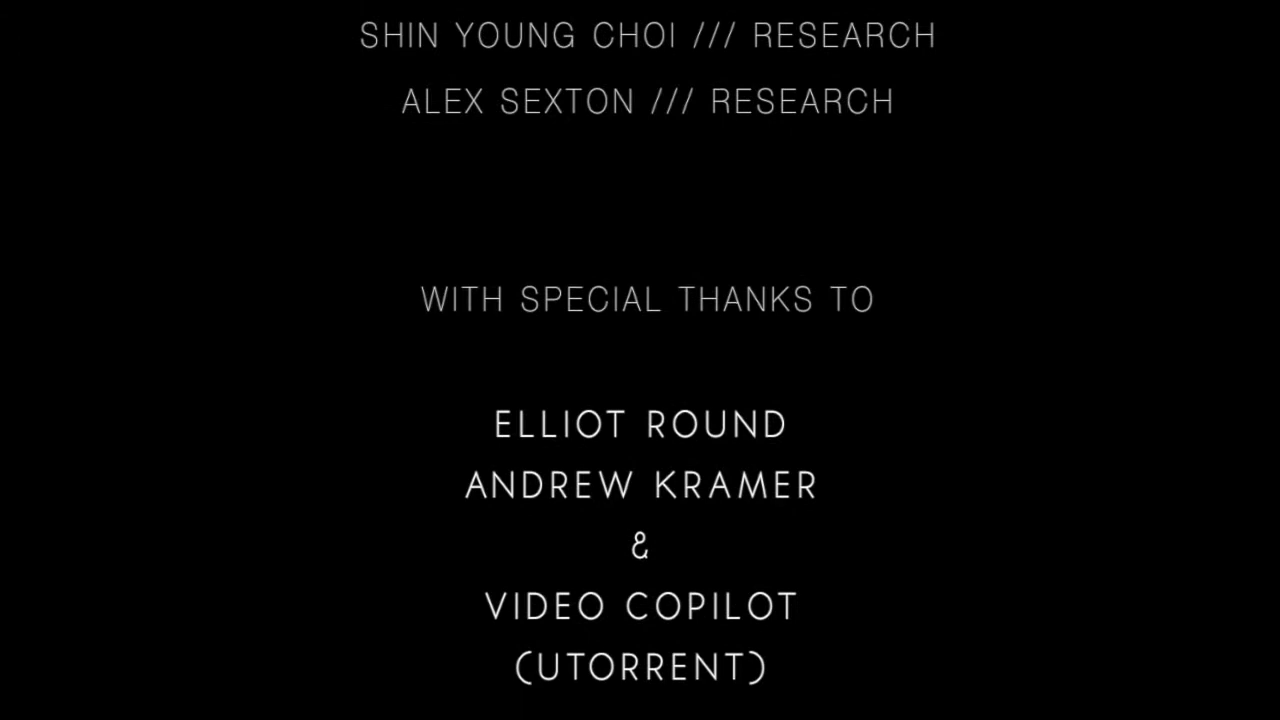 SHIN YOUNG CHOI /// RESEARCH
ALEX SEXTON /// RESEARCH
WITH SPECIAL THANKS TO
ELLIOT ROUND
ANDREW KRAMER
&
VIDEO COPILOT
(UTORRENT)